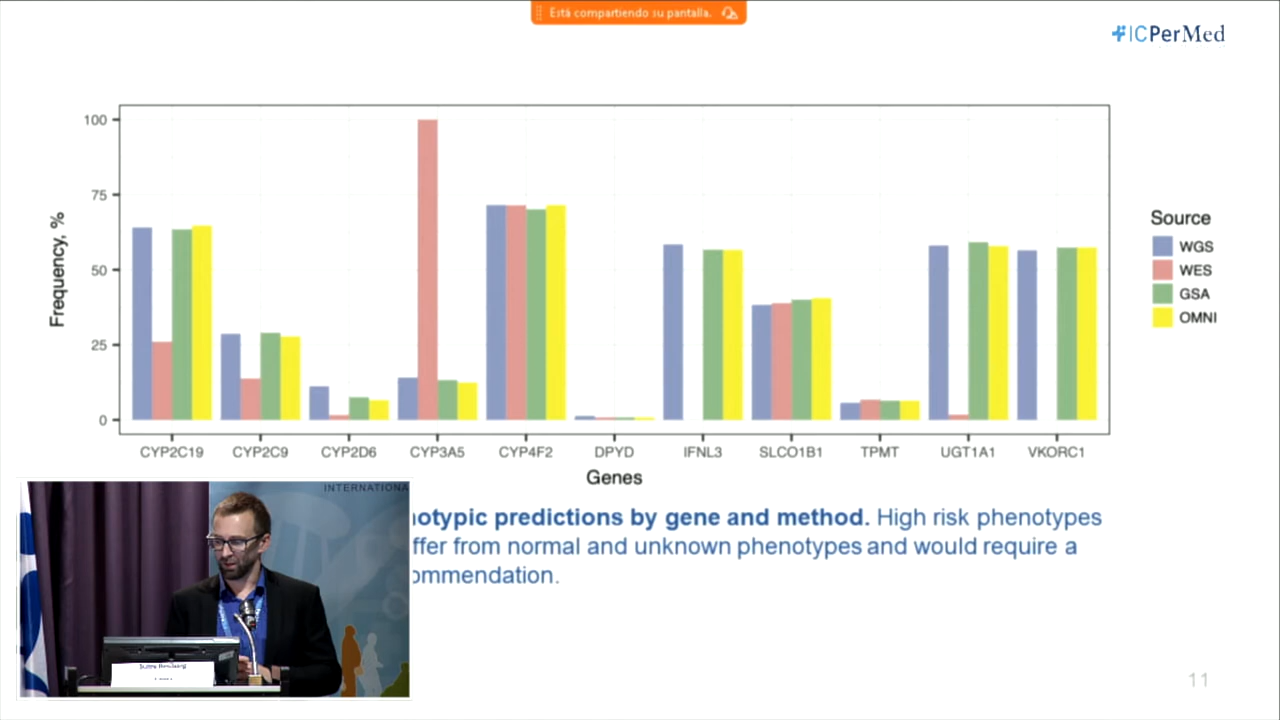 Está compartiendo su pantalla.
ICPerMed
100
75
50
25
0
Frequency, %
CYP2C19 CYP2C9 CYP2D6 CYP3A5 CYP4F2 DPYD IFNL3 SLCO1B1 TPMT UGT1A1 VKORC1
Genes
Source
WGS
WES
GSA
OMNI
INTERNATIONA
notypic predictions by gene and method. High risk phenotypes
ffer from normal and unknown phenotypes and would require a
ommendation.
11